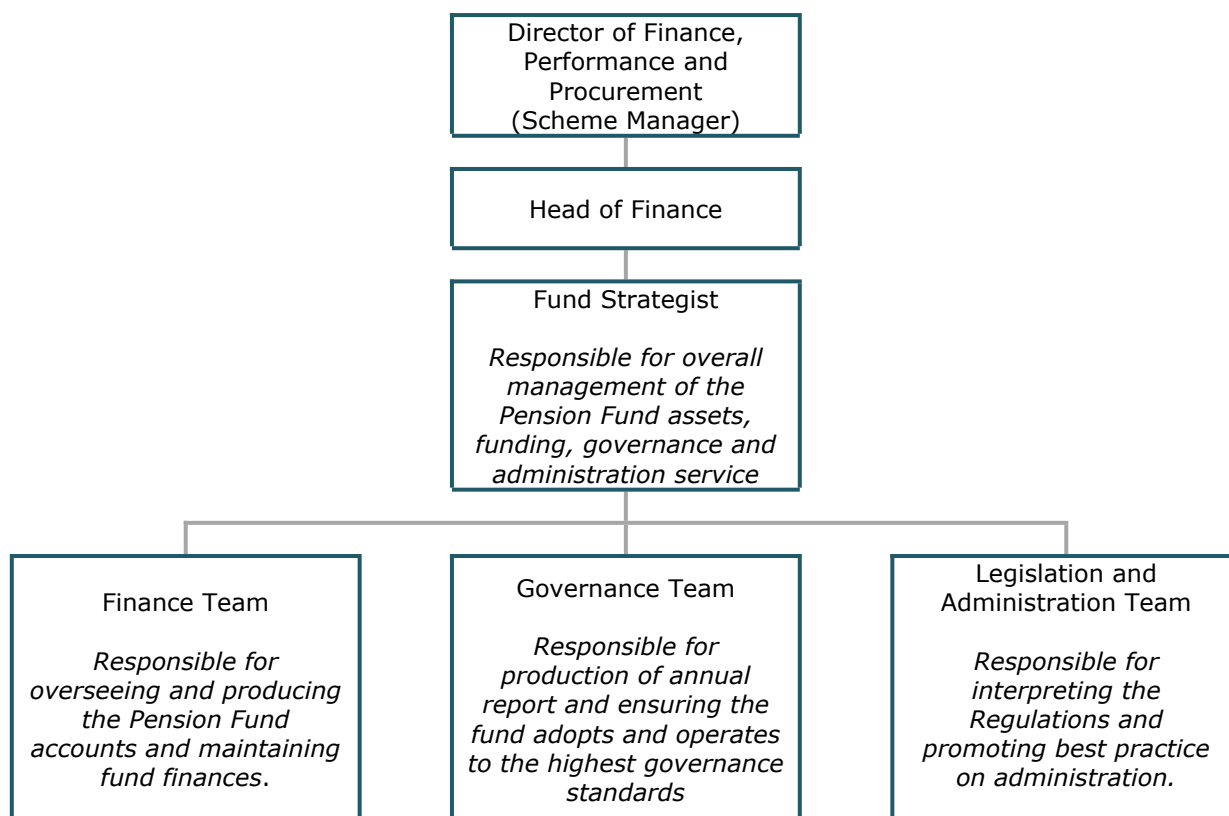 Director of Finance,
Performance and
Procurement
(Scheme Manager)
Head of Finance
Fund Strategist
Responsible for overall
management of the
Pension Fund assets,
funding, governance and
administration service
Finance Team
Responsible for
overseeing and producing
the Pension Fund
accounts and maintaining
fund finances.
Governance Team
Responsible for
production of annual
report and ensuring the
fund adopts and operates
to the highest governance
standards
Legislation and
Administration Team
Responsible for
interpreting the
Regulations and
promoting best practice
on administration.